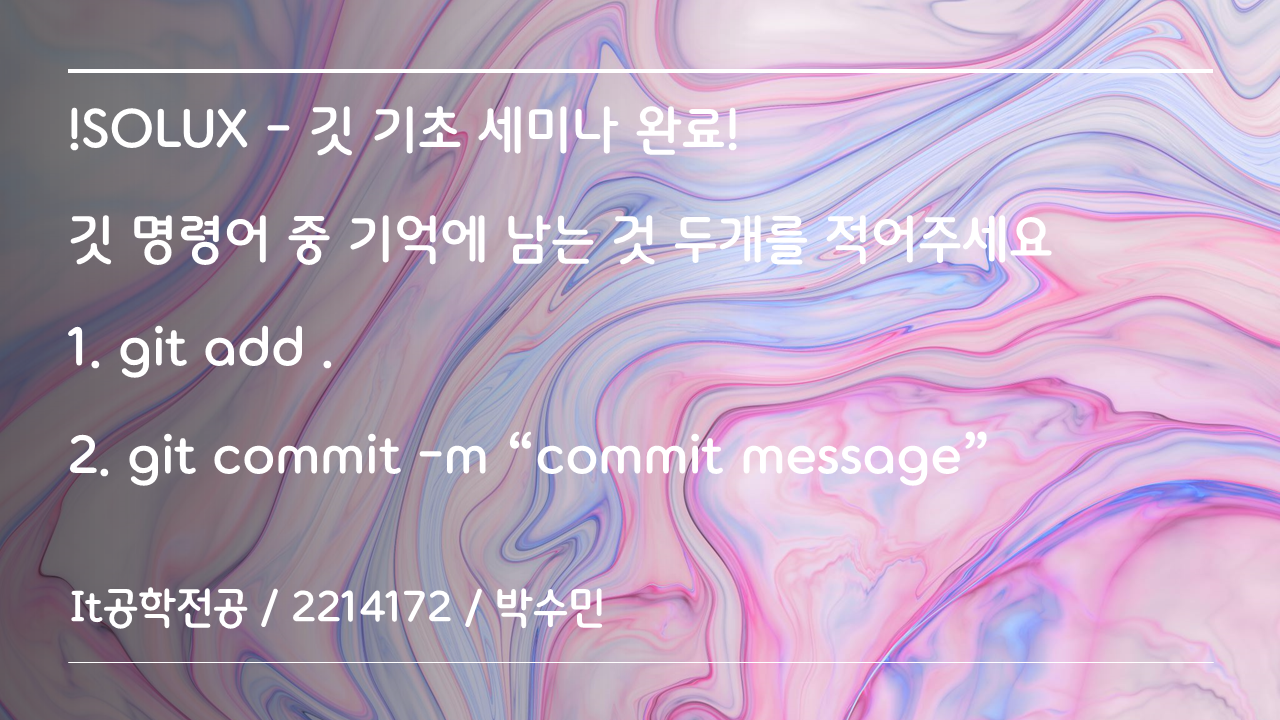 !SOLUX - 깃 기초 세미나 완료!
깃 명령어 중 기억에 남는 것 두개를 적어주세요
1. git add .
2. git commit -m “commit message”
It공학전공 / 2214172 / 박수민